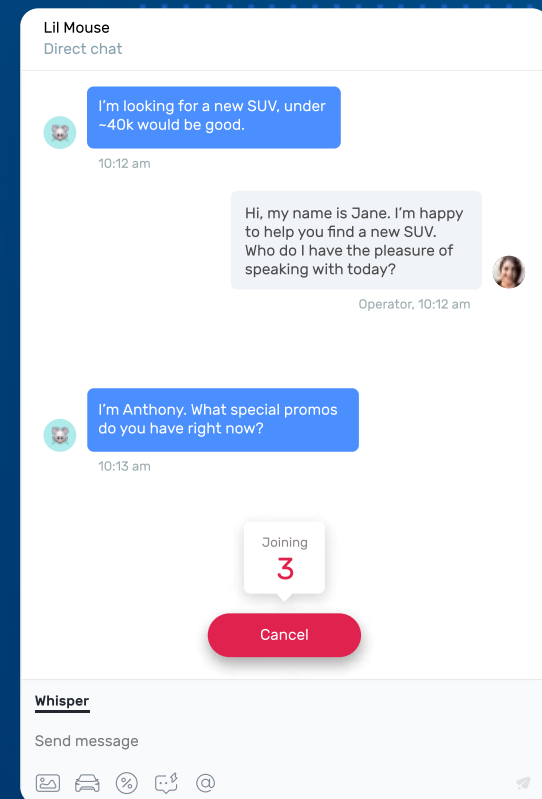 Lil Mouse
Direct chat
I’m looking for a new SUV, under
~40k would be good.
10:12 am
Hi, my name is Jane. I’m happy
to help you find a new SUV.
Who do I have the pleasure of
speaking with today?
Operator, 10:12 am
I’m Anthony. What special promos
do you have right now?
10:13 am
Joining
3
Cancel
Whisper
Send message